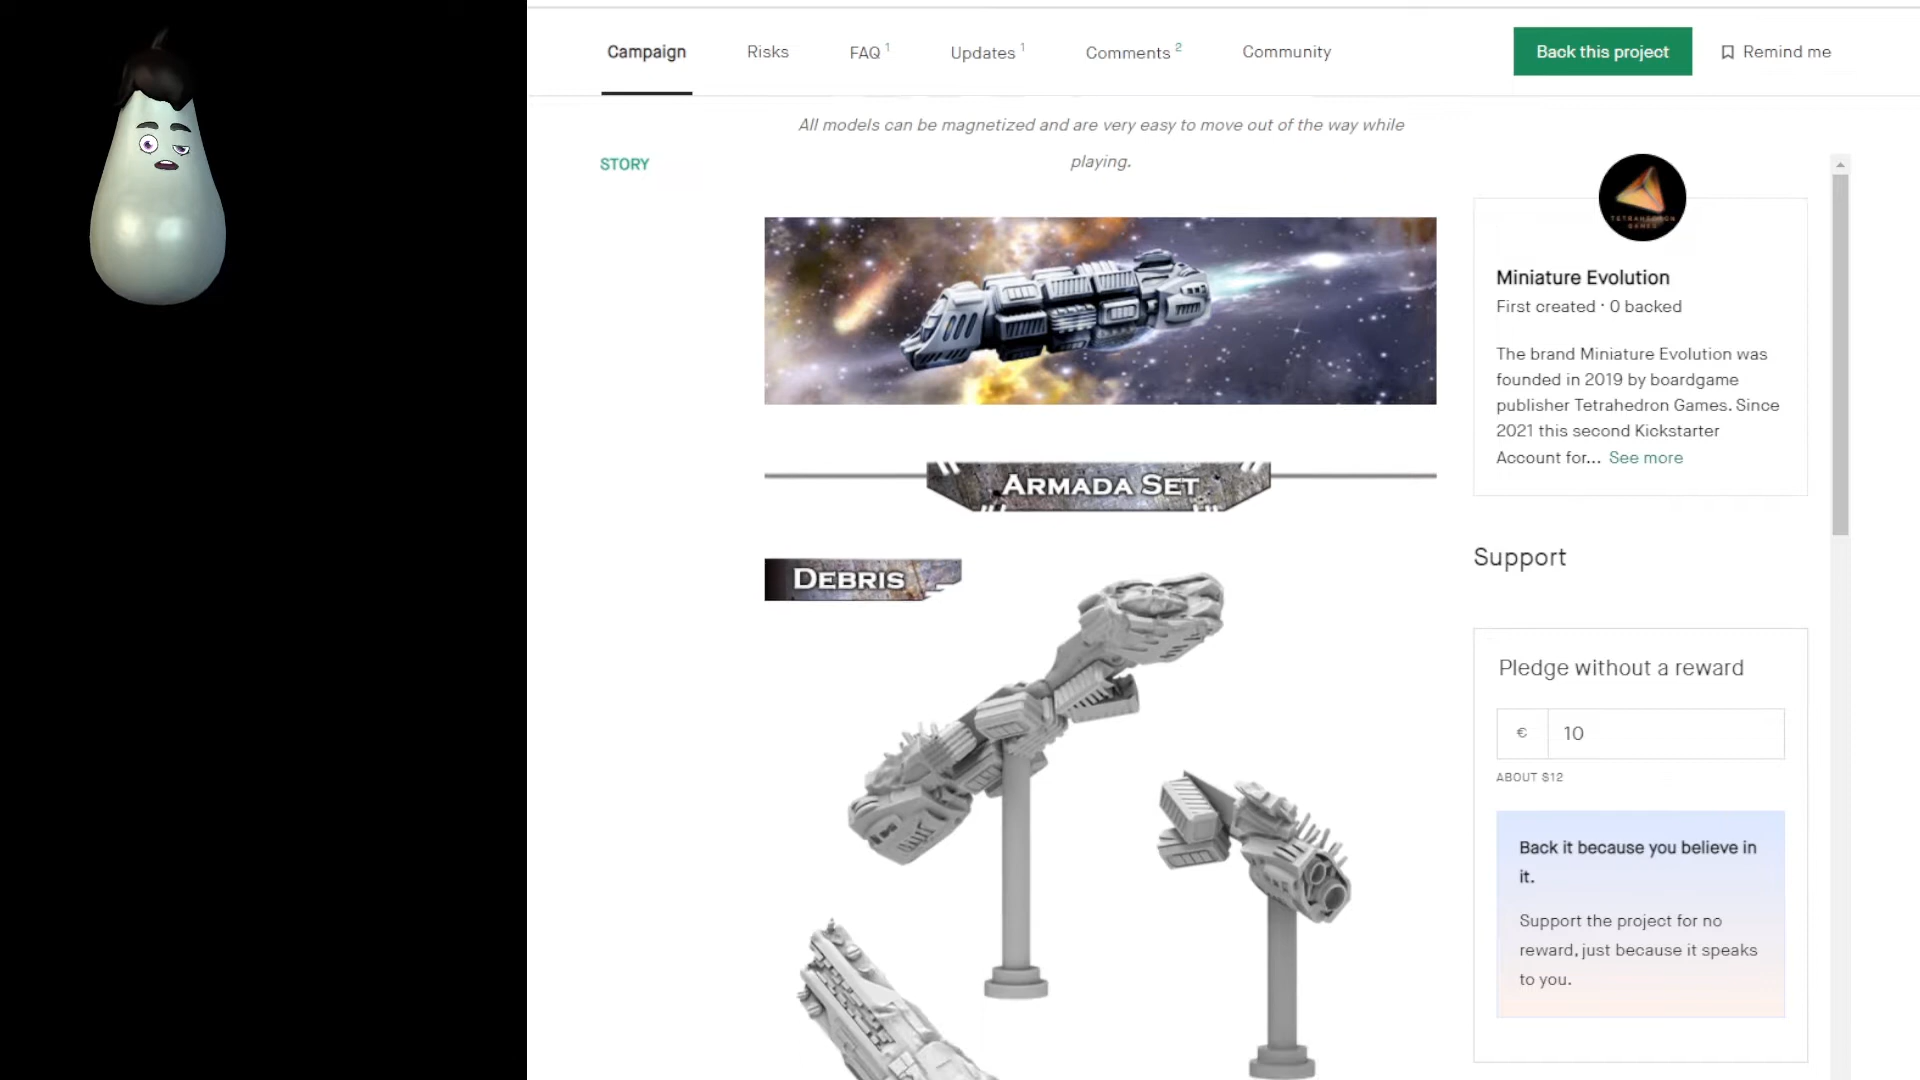 Campaign
Risks
FAQ 1
Updates 1
Comments 2
Community
Back this project
Remind me
All models can be magnetized and are very easy to move out of the way while
playing.
STORY
ARMADA SET
DEBRIS
TETRAHEDRON
GAMES
Miniature Evolution
First created · 0 backed
The brand Miniature Evolution was
founded in 2019 by boardgame
publisher Tetrahedron Games. Since
2021 this second Kickstarter
Account for... See more
Support
Pledge without a reward
€ 10
ABOUT $12
Back it because you believe in
it.
Support the project for no
reward, just because it speaks
to you.